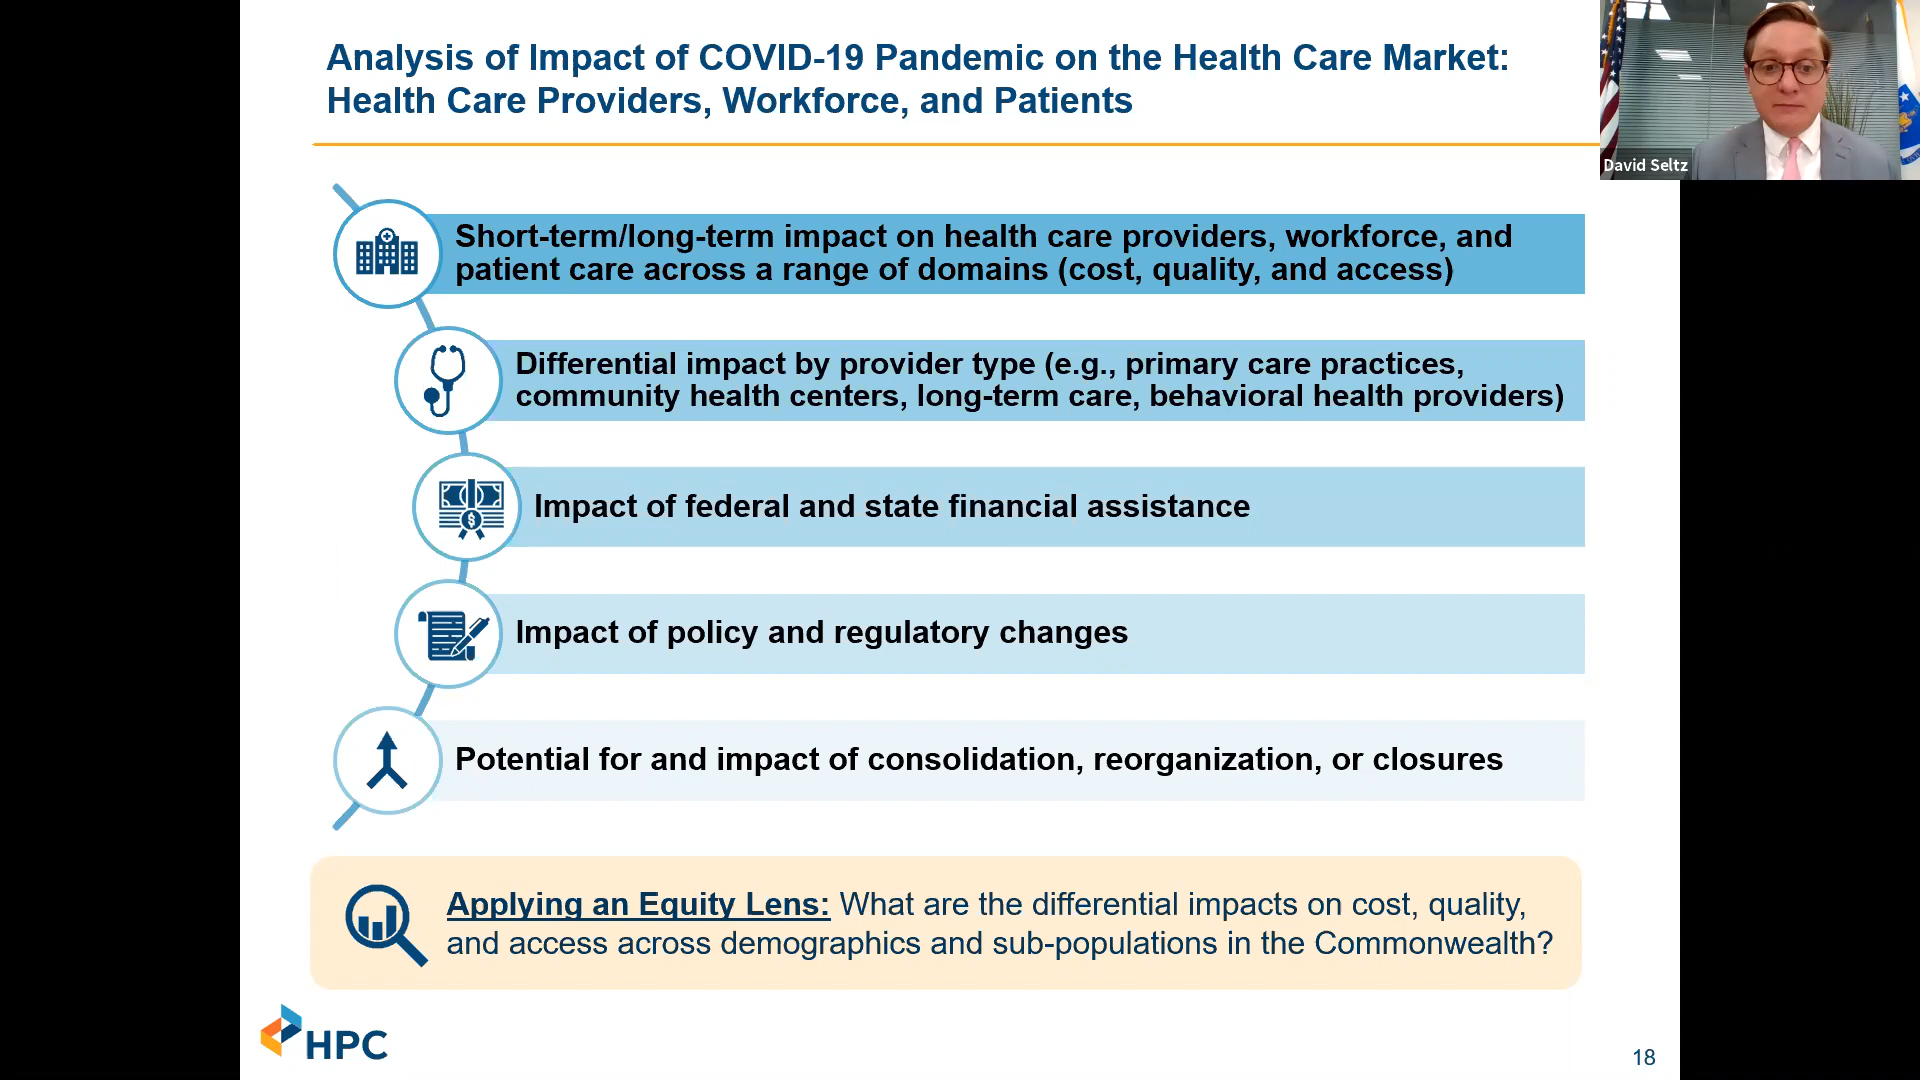 Analysis of Impact of COVID-19 Pandemic on the Health Care Market:
Health Care Providers, Workforce, and Patients
David Seltz
Short-term/long-term impact on health care providers, workforce, and
patient care across a range of domains (cost, quality, and access)
Differential impact by provider type (e.g., primary care practices,
community health centers, long-term care, behavioral health providers)
$
Impact of federal and state financial assistance
Impact of policy and regulatory changes
Potential for and impact of consolidation, reorganization, or closures
Applying an Equity Lens: What are the differential impacts on cost, quality,
and access across demographics and sub-populations in the Commonwealth?
HPC
18